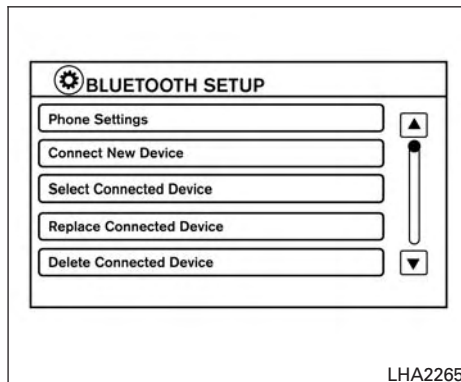 BLUETOOTH SETUP
Phone Settings
Connect New Device
Select Connected Device
Replace Connected Device
Delete Connected Device
LHA2265